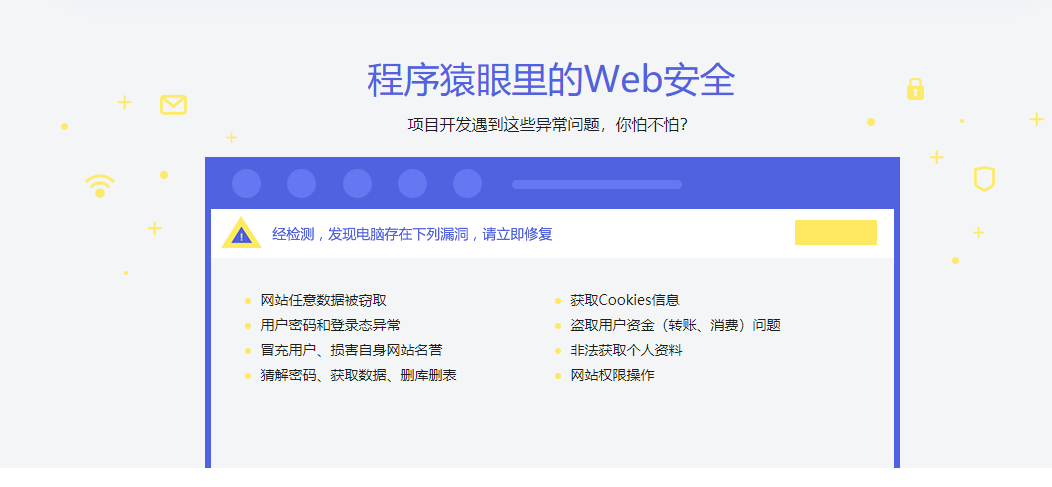 程序猿眼里的Web安全
项目开发遇到这些异常问题，你怕不怕？
经检测，发现电脑存在下列漏洞，请立即修复
网站任意数据被窃取
获取Cookies信息
用户密码和登录态异常
盗取用户资金（转账、消费）问题
冒充用户、损害自身网站名誉
非法获取个人资料
猜解密码、获取数据、删库删表
网站权限操作